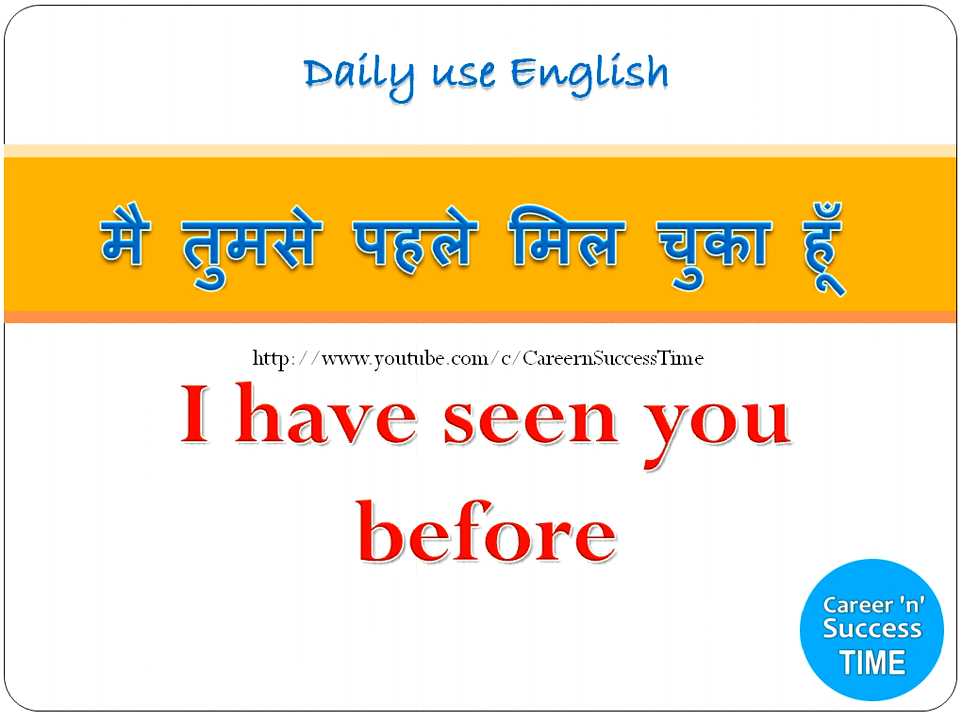 Daily use English
मै तुमसे पहले मिल चुका हूँ
http://www.youtube.com/c/CareernSuccessTime
I have seen you
before
Career 'n'
Success
TIME